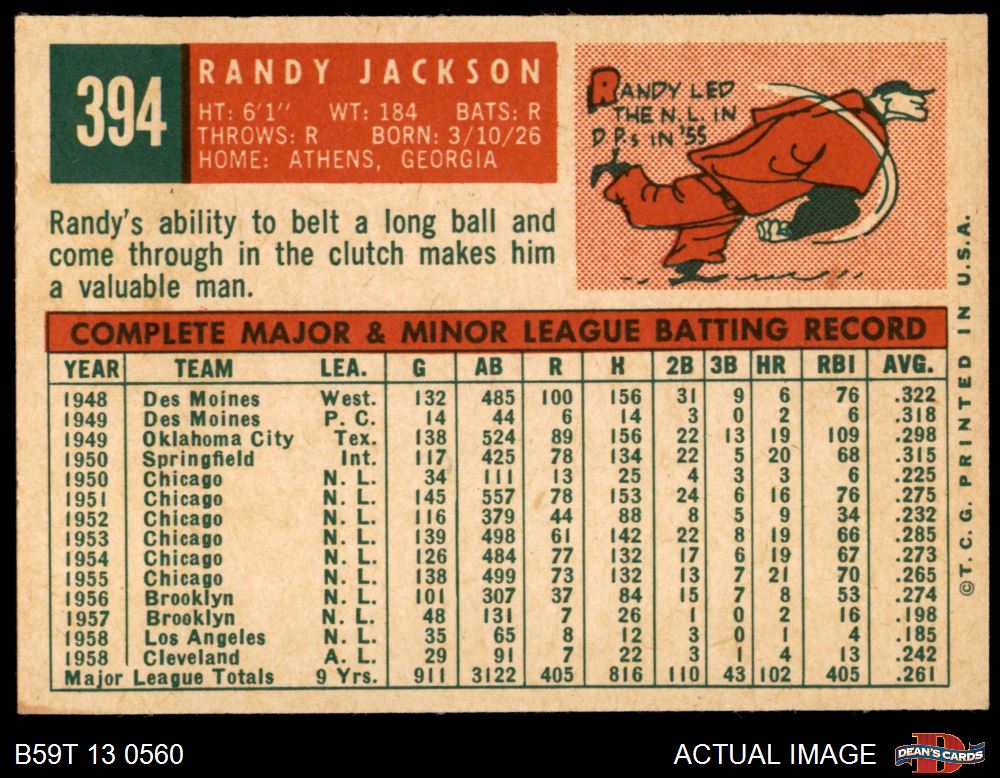 394
RANDY JACKSON
HT: 6'1" WT: 184 BATS: R
THROWS: R BORN: 3/10/26
HOME: ATHENS, GEORGIA
RANDY LED
THE N.L. IN
D.P.s IN '55
Randy's ability to belt a long ball and
come through in the clutch makes him
a valuable man.
COMPLETE MAJOR & MINOR LEAGUE BATTING RECORD
YEAR TEAM LEA. G AB R H 2B 3B HR RBI AVG.
1948 Des Moines West. 132 485 100 156 31 9 6 76 .322
1949 Des Moines P. C. 14 44 6 14 3 0 2 6 .318
1949 Oklahoma City Tex. 138 524 89 156 22 13 19 109 .298
1950 Springfield Int. 117 425 78 134 22 5 20 68 .315
1950 Chicago N. L. 34 111 13 25 4 3 3 6 .225
1951 Chicago N. L. 145 557 78 153 24 6 16 76 .275
1952 Chicago N. L. 116 379 44 88 8 5 9 34 .232
1953 Chicago N. L. 139 498 61 142 22 8 19 66 .285
1954 Chicago N. L. 126 484 77 132 17 6 19 67 .273
1955 Chicago N. L. 138 499 73 132 13 7 21 70 .265
1956 Brooklyn N. L. 101 307 37 84 15 7 8 53 .274
1957 Brooklyn N. L. 48 131 7 26 1 0 2 16 .198
1958 Los Angeles N. L. 35 65 8 12 3 0 1 4 .185
1958 Cleveland A. L. 29 91 7 22 3 1 4 13 .242
Major League Totals 9 Yrs. 911 3122 405 816 110 43 102 405 .261
©T. C. G. PRINTED IN U.S.A.
B59T 13 0560
ACTUAL IMAGE
D
DEAN'S CARDS